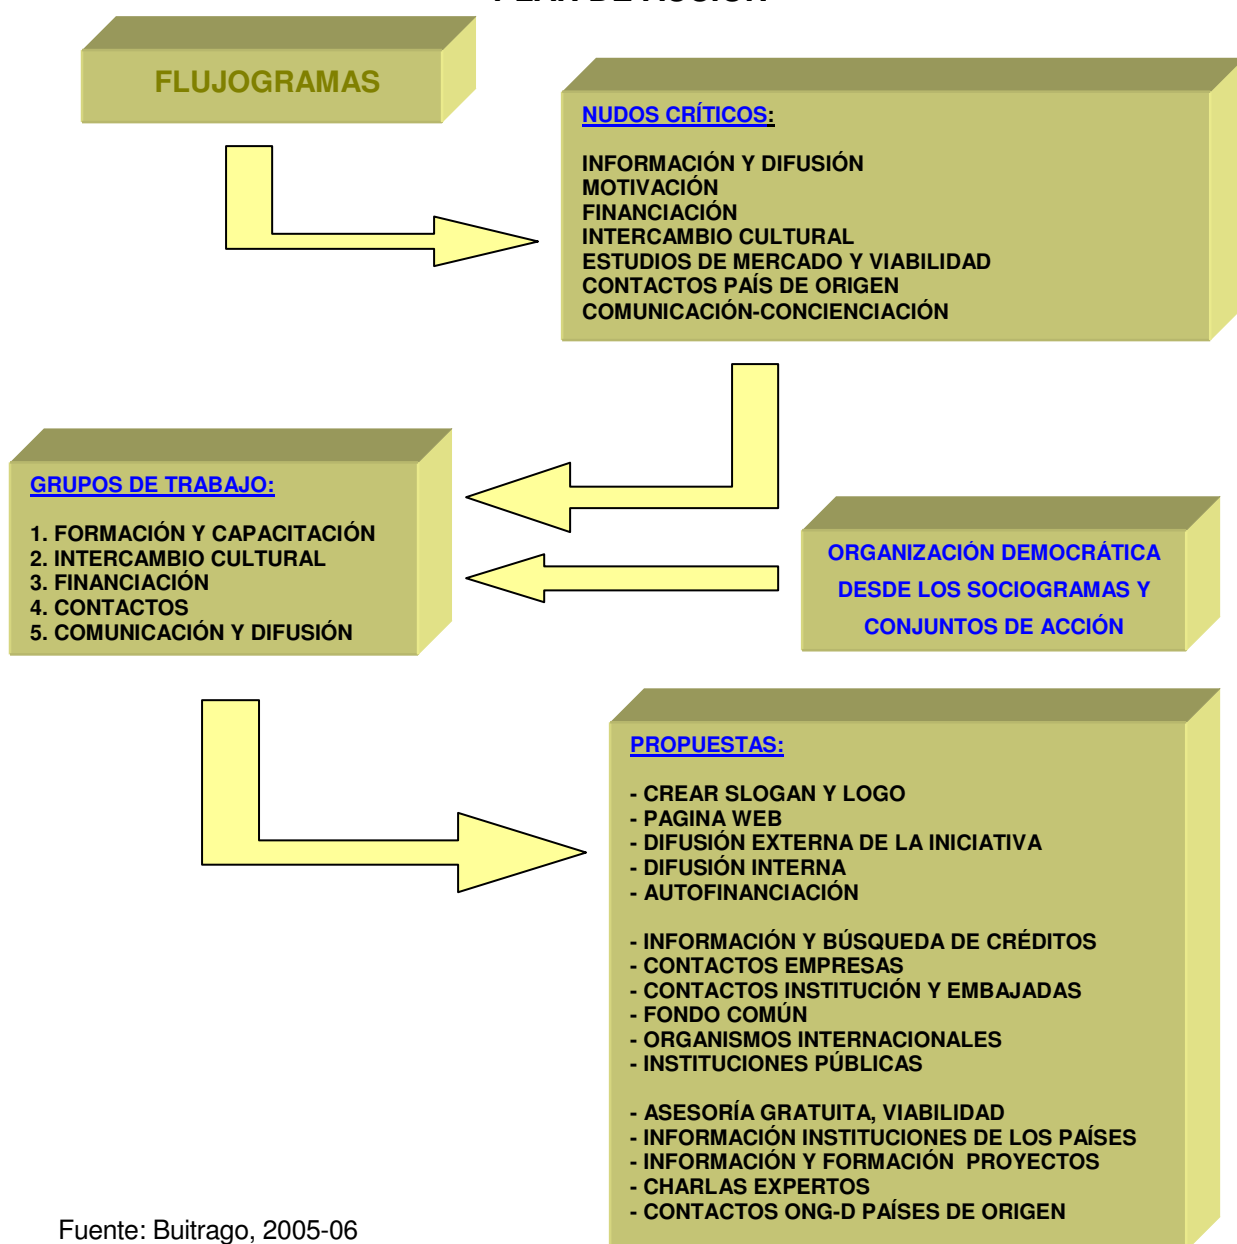 FLUJOGRAMAS
NUDOS CRÍTICOS:
INFORMACIÓN Y DIFUSIÓN
MOTIVACIÓN
FINANCIACIÓN
INTERCAMBIO CULTURAL
ESTUDIOS DE MERCADO Y VIABILIDAD
CONTACTOS PAÍS DE ORIGEN
COMUNICACIÓN-CONCIENCIACIÓN
GRUPOS DE TRABAJO:
1. FORMACIÓN Y CAPACITACIÓN
2. INTERCAMBIO CULTURAL
3. FINANCIACIÓN
4. CONTACTOS
5. COMUNICACIÓN Y DIFUSIÓN
ORGANIZACIÓN DEMOCRÁTICA
DESDE LOS SOCIOGRAMAS Y
CONJUNTOS DE ACCIÓN
PROPUESTAS:
- CREAR SLOGAN Y LOGO
- PAGINA WEB
- DIFUSIÓN EXTERNA DE LA INICIATIVA
- DIFUSIÓN INTERNA
- AUTOFINANCIACIÓN
- INFORMACIÓN Y BÚSQUEDA DE CRÉDITOS
- CONTACTOS EMPRESAS
- CONTACTOS INSTITUCIÓN Y EMBAJADAS
- FONDO COMÚN
- ORGANISMOS INTERNACIONALES
- INSTITUCIONES PÚBLICAS
- ASESORÍA GRATUITA, VIABILIDAD
- INFORMACIÓN INSTITUCIONES DE LOS PAÍSES
- INFORMACIÓN Y FORMACIÓN PROYECTOS
- CHARLAS EXPERTOS
- CONTACTOS ONG-D PAÍSES DE ORIGEN
Fuente: Buitrago, 2005-06